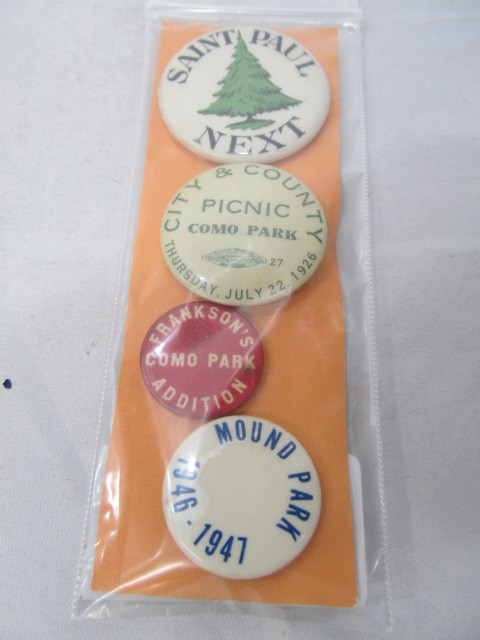 SAINT PAUL
NEXT
CITY & COUNTY
PICNIC
COMO PARK
27
THURSDAY, JULY 22, 1926
FRANKSON'S
COMO PARK
ADDITION
MOUND PARK
1946-1947